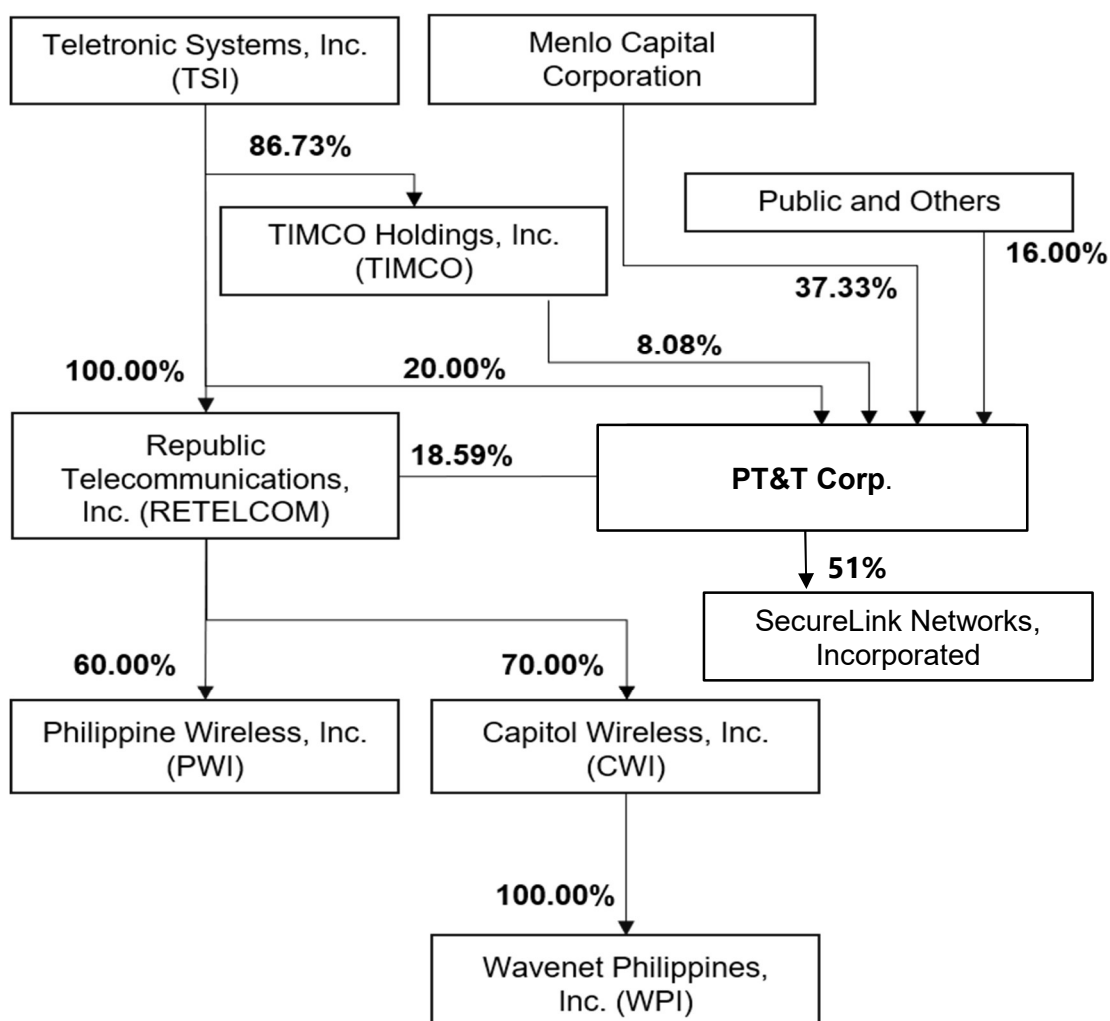 Teletronic Systems, Inc.
(TSI)
Menlo Capital
Corporation
86.73%
Public and Others
TIMCO Holdings, Inc.
(TIMCO)
16.00%
37.33%
8.08%
100.00%
20.00%
Republic
Telecommunications,
Inc. (RETELCOM)
18.59%
PT&T Corp.
51%
SecureLink Networks,
Incorporated
60.00%
70.00%
Philippine Wireless, Inc.
(PWI)
Capitol Wireless, Inc.
(CWI)
100.00%
Wavenet Philippines,
Inc. (WPI)